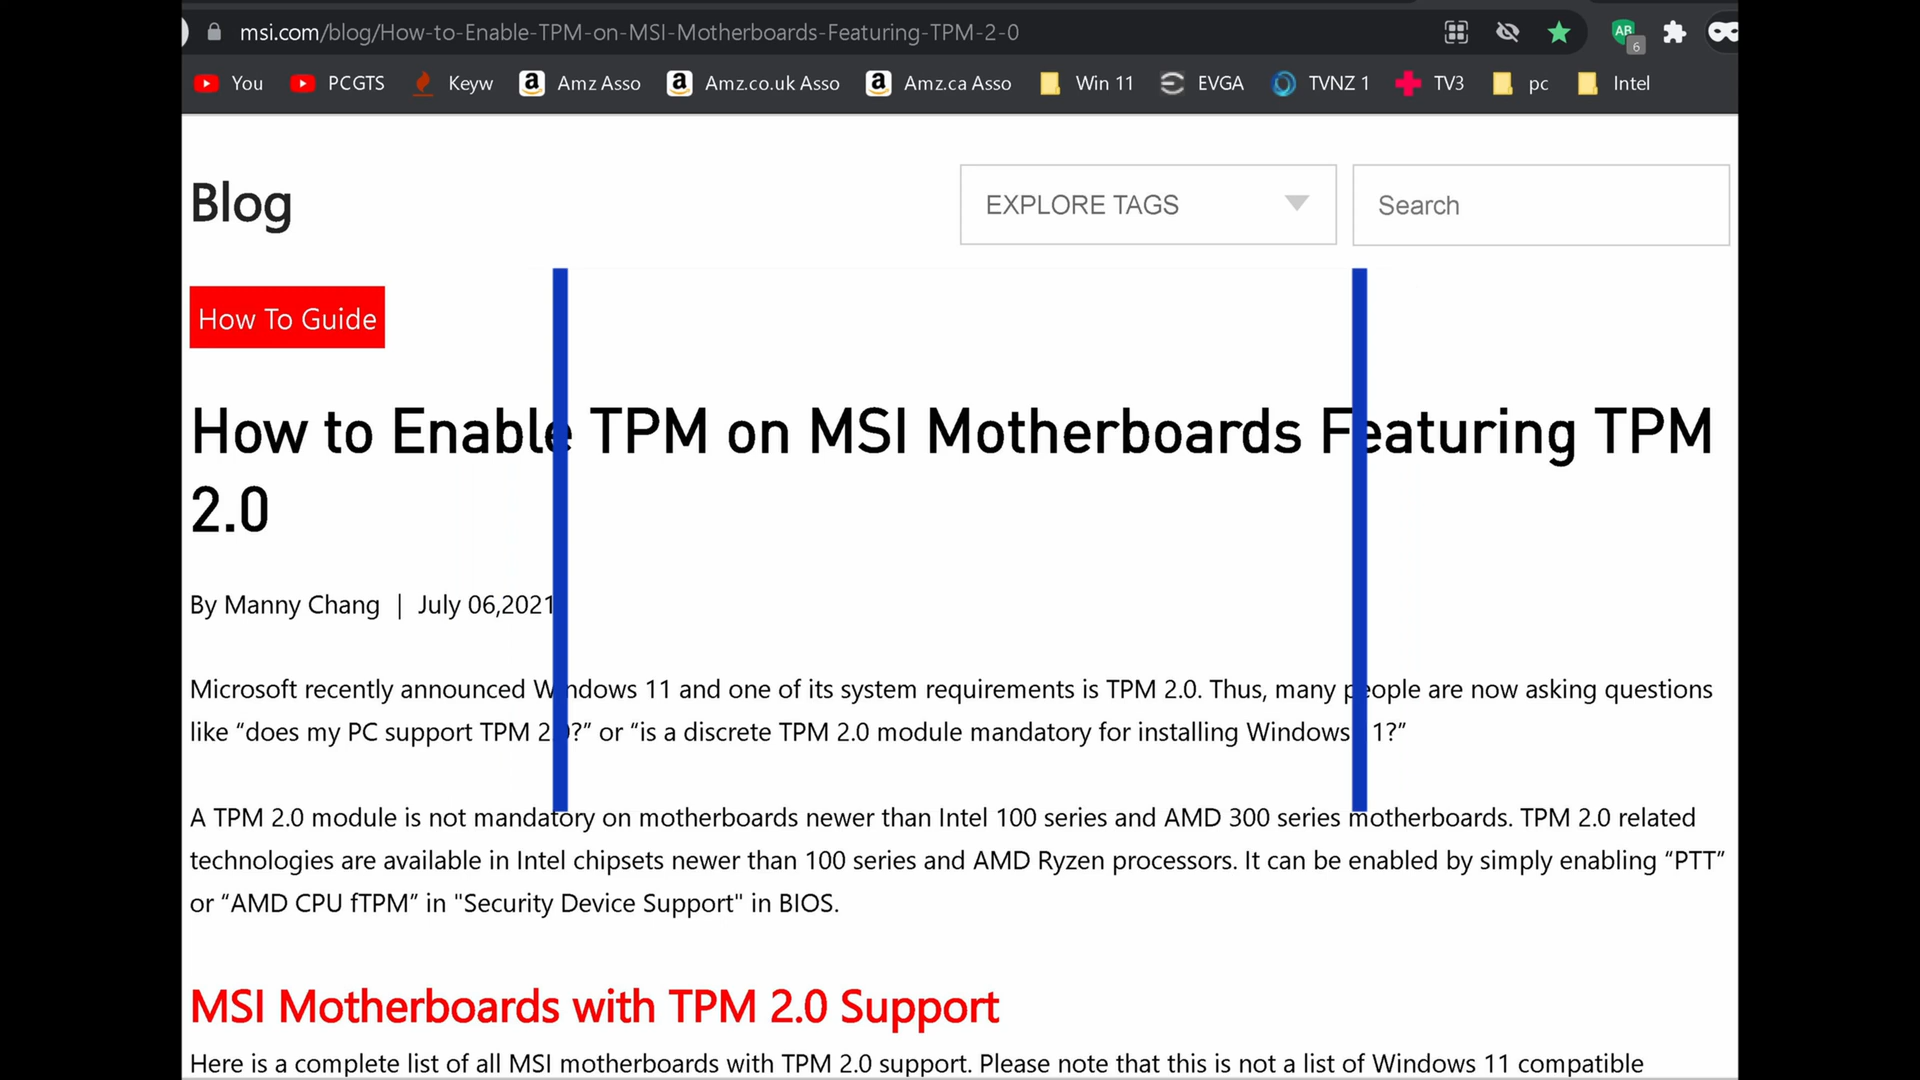 msi.com/blog/How-to-Enable-TPM-on-MSI-Motherboards-Featuring-TPM-2-0
AB
6
You PCGTS Keyw Amz Asso Amz.co.uk Asso Amz.ca Asso Win 11 EVGA TVNZ 1 TV3 pc Intel
Blog
EXPLORE TAGS
Search
How To Guide
How to Enable TPM on MSI Motherboards Featuring TPM
2.0
By Manny Chang | July 06,2021
Microsoft recently announced Windows 11 and one of its system requirements is TPM 2.0. Thus, many people are now asking questions
like “does my PC support TPM 2.0?” or “is a discrete TPM 2.0 module mandatory for installing Windows 11?”
A TPM 2.0 module is not mandatory on motherboards newer than Intel 100 series and AMD 300 series motherboards. TPM 2.0 related
technologies are available in Intel chipsets newer than 100 series and AMD Ryzen processors. It can be enabled by simply enabling “PTT”
or “AMD CPU fTPM” in "Security Device Support" in BIOS.
MSI Motherboards with TPM 2.0 Support
Here is a complete list of all MSI motherboards with TPM 2.0 support. Please note that this is not a list of Windows 11 compatible